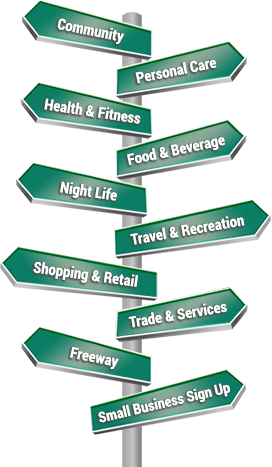 Community
Personal Care
Health & Fitness
Food & Beverage
Night Life
Travel & Recreation
Shopping & Retail
Trade & Services
Freeway
Small Business Sign Up